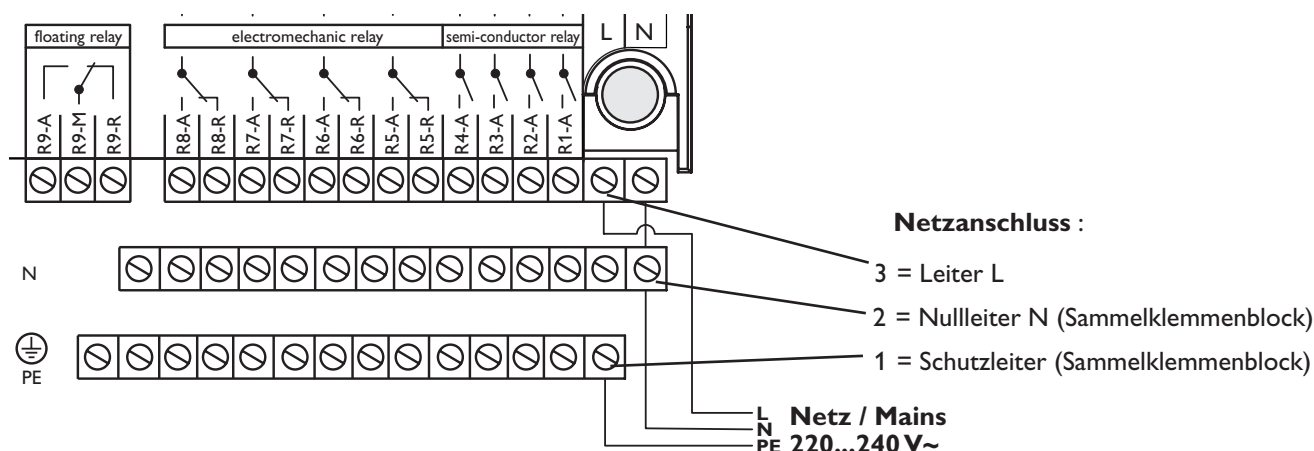 floating relay electromechanic relay semi-conductor relay L N
R9-A R9-M R9-R R8-A R8-R R7-A R7-R R6-A R6-R R5-A R5-R R4-A R3-A R2-A R1-A
Netzanschluss :
N
3 = Leiter L
2 = Nullleiter N (Sammelklemmenblock)
PE
1 = Schutzleiter (Sammelklemmenblock)
L Netz / Mains
N
PE 220...240 V~